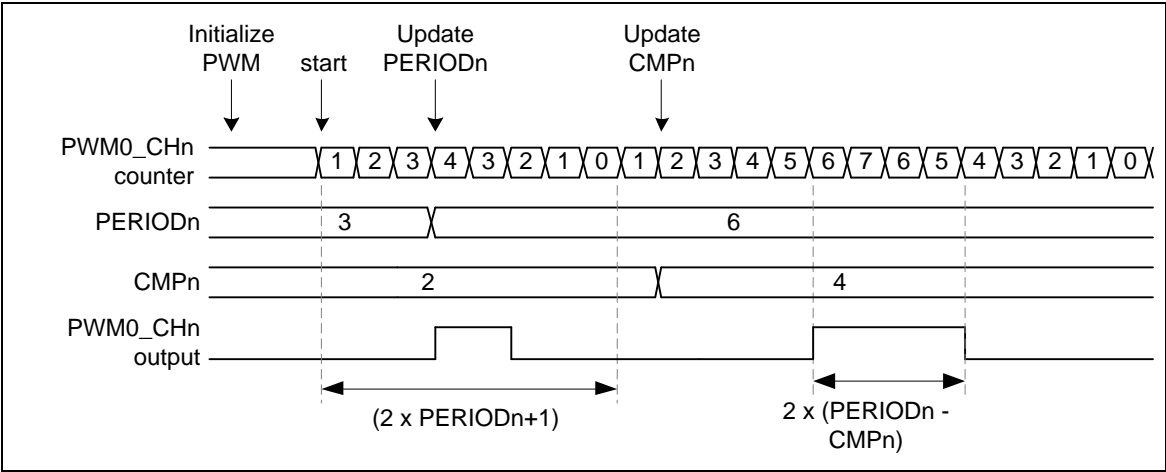 Initialize
PWM
start
Update
PERIODn
Update
CMPn
PWM0_CHn
counter
1 2 3 4 3 2 1 0 1 2 3 4 5 6 7 6 5 4 3 2 1 0
PERIODn
3
6
CMPn
2
4
PWM0_CHn
output
(2 x PERIODn+1)
2 x (PERIODn -
CMPn)